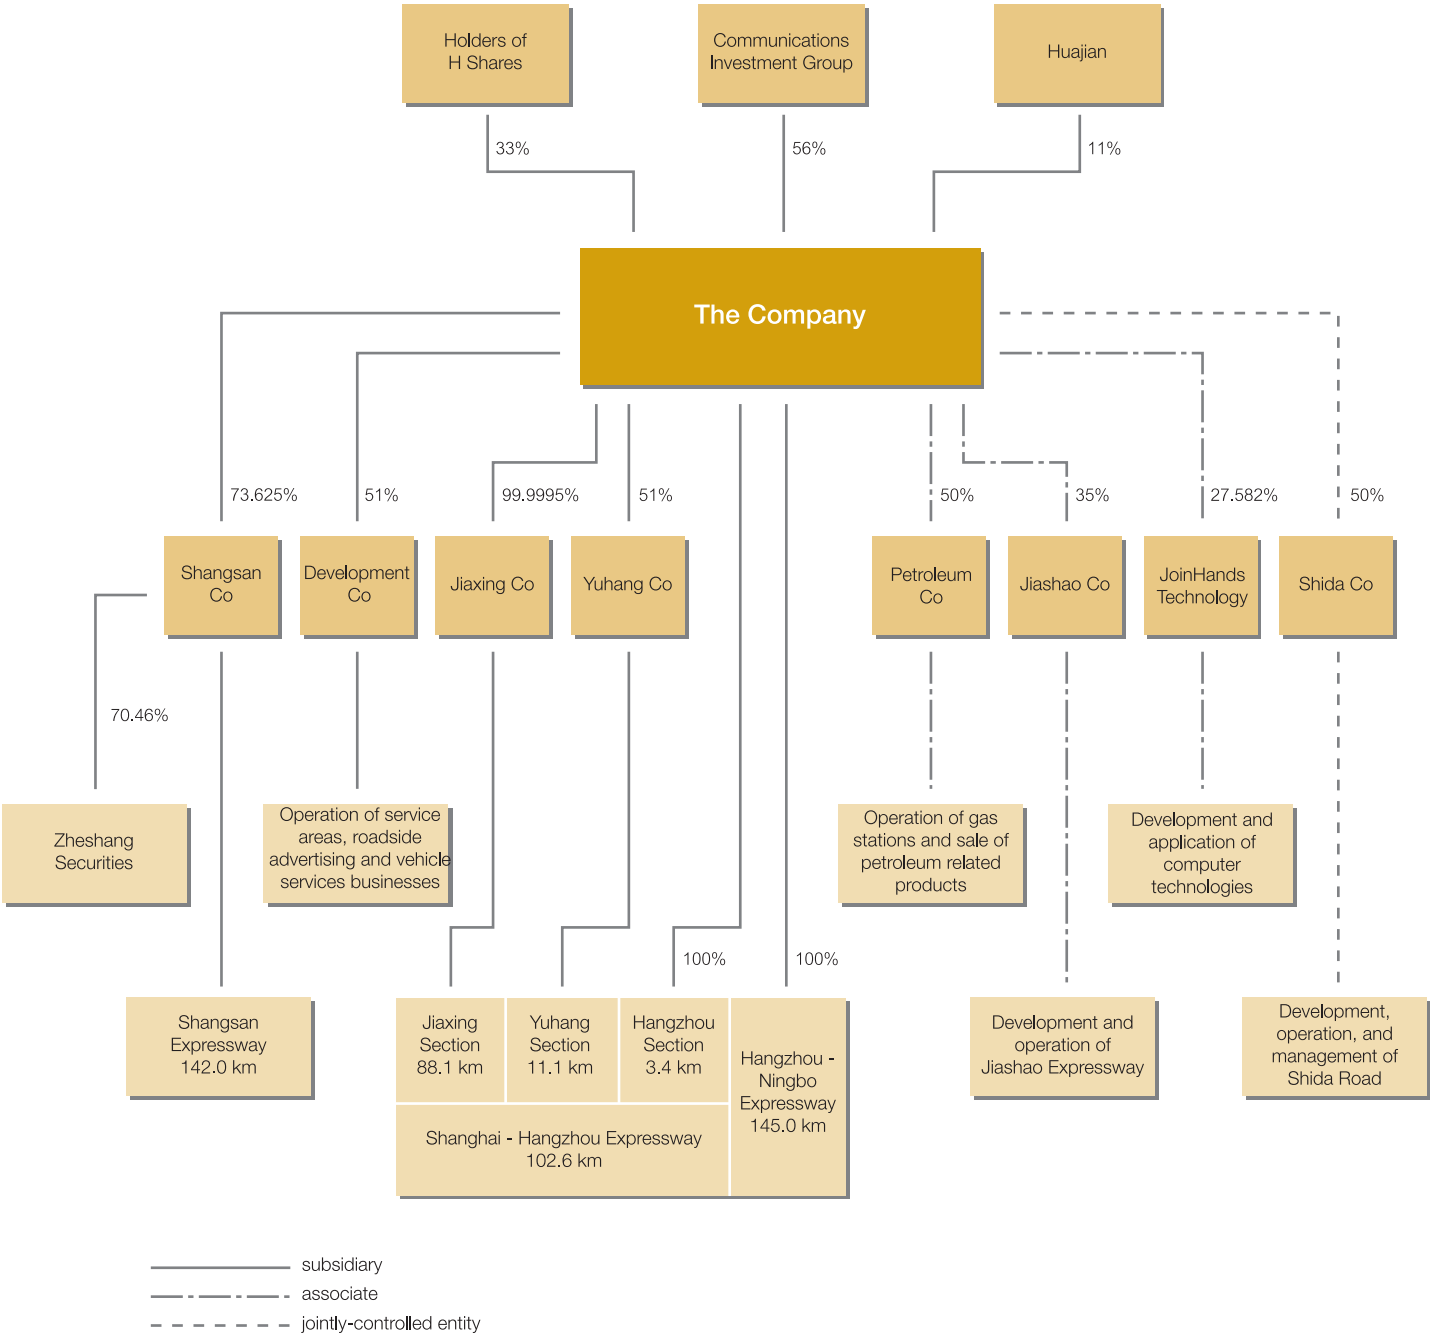 Holders of
H Shares
Communications
Investment Group
Huajian
33%
56%
11%
The Company
73.625%
51%
99.9995%
51%
50%
35%
27.582%
50%
Shangsan
Co
Development
Co
Jiaxing Co
Yuhang Co
Petroleum
Co
Jiashao Co
JoinHands
Technology
Shida Co
70.46%
Zheshang
Securities
Operation of service
areas, roadside
advertising and vehicle
services businesses
Operation of gas
stations and sale of
petroleum related
products
Development and
application of
computer
technologies
100%
100%
Shangsan
Expressway
142.0 km
Jiaxing
Section
88.1 km
Yuhang
Section
11.1 km
Hangzhou
Section
3.4 km
Hangzhou -
Ningbo
Expressway
145.0 km
Shanghai - Hangzhou Expressway
102.6 km
Development and
operation of
Jiashao Expressway
Development,
operation, and
management of
Shida Road
subsidiary
associate
jointly-controlled entity